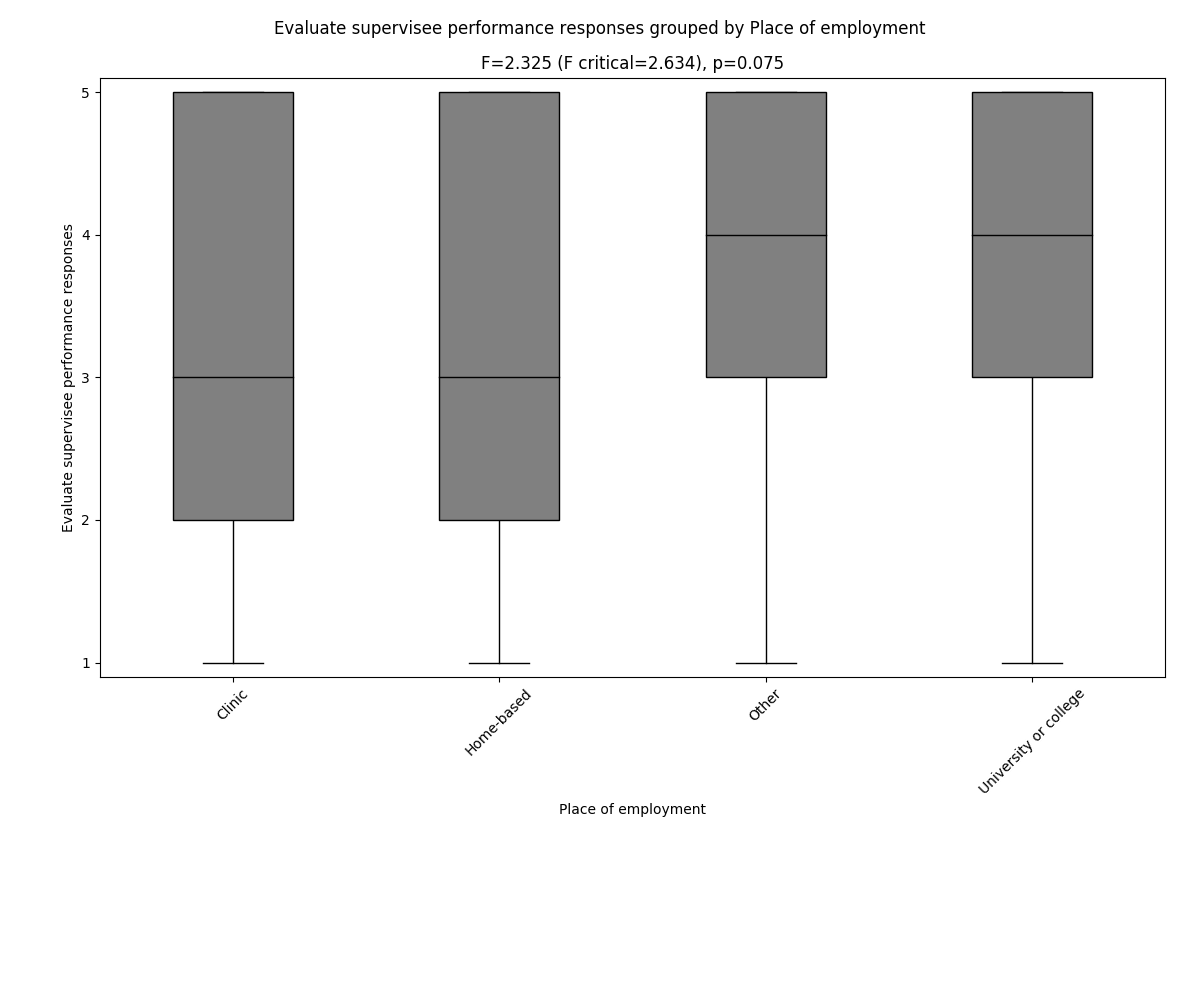 Evaluate supervisee performance responses grouped by Place of employment
F=2.325 (F critical=2.634), p=0.075
Evaluate supervisee performance responses
5
4
3
2
1
Clinic
Home-based
Other
University or college
Place of employment